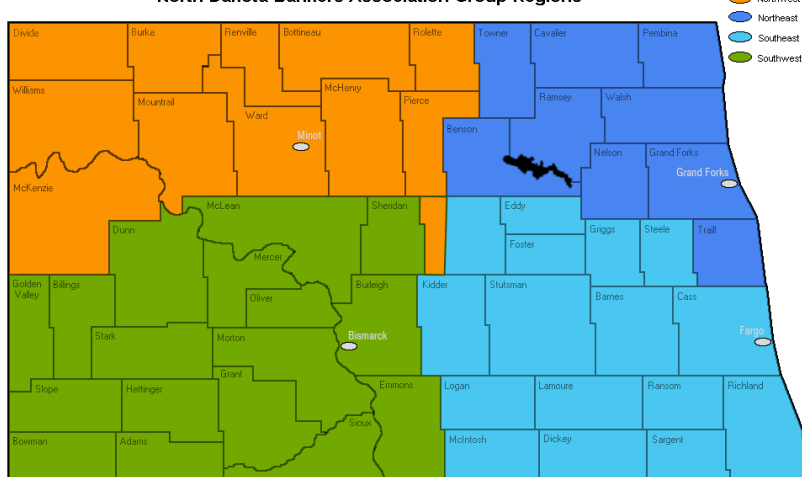 North Dakota Bankers Association Group Regions
Northwest
Northeast
Southeast
Southwest
Divide
Burke
Renville
Bottineau
Rolette
Towner
Cavalier
Pembina
Williams
Mountrail
Ward
McHenry
Pierce
Ramsey
Walsh
Minot
Benson
Nelson
Grand Forks
Grand Forks
McKenzie
McLean
Sheridan
Eddy
Dunn
Mercer
Foster
Griggs
Steele
Traill
Golden
Valley
Billings
Oliver
Burleigh
Kidder
Stutsman
Barnes
Cass
Stark
Morton
Bismarck
Fargo
Grant
Slope
Hettinger
Emmons
Logan
Lamoure
Ransom
Richland
Sioux
Bowman
Adams
McIntosh
Dickey
Sargent